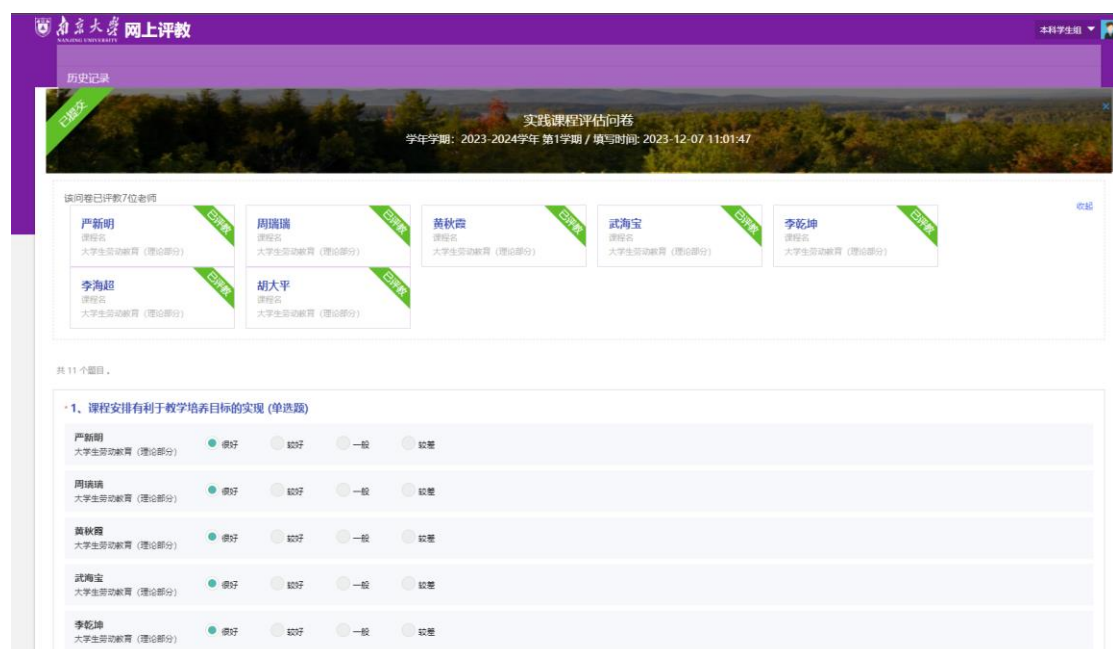 南京大学 网上评教
NANJING UNIVERSITY
本科学生组
历史记录
已提交
实践课程评估问卷
学年学期：2023-2024学年 第1学期 / 填写时间: 2023-12-07 11:01:47
该问卷已评教7位老师
收起
严新明 已评教
课程名
大学生劳动教育（理论部分）
周瑞瑞 已评教
课程名
大学生劳动教育（理论部分）
黄秋霞 已评教
课程名
大学生劳动教育（理论部分）
武海宝 已评教
课程名
大学生劳动教育（理论部分）
李乾坤 已评教
课程名
大学生劳动教育（理论部分）
李海超 已评教
课程名
大学生劳动教育（理论部分）
胡大平 已评教
课程名
大学生劳动教育（理论部分）
共 11 个题目，
*1、课程安排有利于教学培养目标的实现 (单选题)
严新明
大学生劳动教育（理论部分） 很好 较好 一般 较差
周瑞瑞
大学生劳动教育（理论部分） 很好 较好 一般 较差
黄秋霞
大学生劳动教育（理论部分） 很好 较好 一般 较差
武海宝
大学生劳动教育（理论部分） 很好 较好 一般 较差
李乾坤
大学生劳动教育（理论部分） 很好 较好 一般 较差